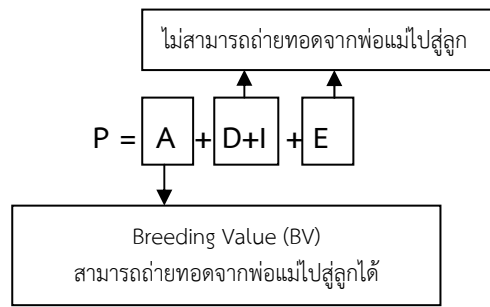 ไม่สามารถถ่ายทอดจากพ่อแม่ไปสู่ลูก
P = A + D+I + E
Breeding Value (BV)
สามารถถ่ายทอดจากพ่อแม่ไปสู่ลูกได้